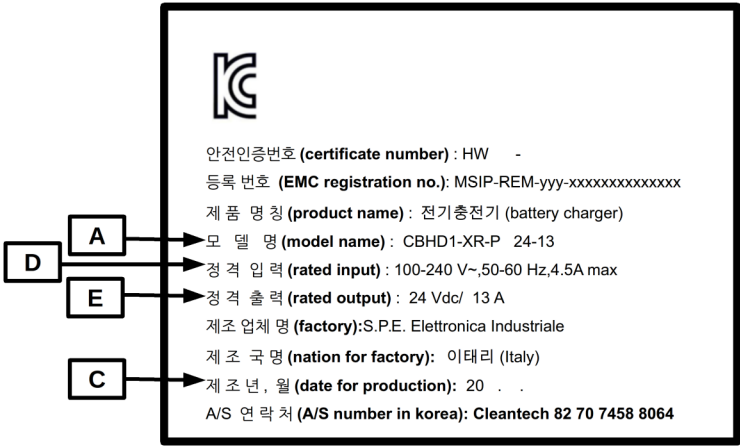 KC
안전인증번호 (certificate number) : HW -
등록 번호 (EMC registration no.): MSIP-REM-yyy-xxxxxxxxxxxxxx
제 품 명 칭 (product name) : 전기충전기 (battery charger)
A
모 델 명 (model name) : CBHD1-XR-P 24-13
D
정 격 입 력 (rated input) : 100-240 V~,50-60 Hz,4.5A max
E
정 격 출 력 (rated output) : 24 Vdc/ 13 A
제조 업체 명 (factory):S.P.E. Elettronica Industriale
제 조 국 명 (nation for factory): 이태리 (Italy)
C
제 조 년 , 월 (date for production): 20 . .
A/S 연 락 처 (A/S number in korea): Cleantech 82 70 7458 8064